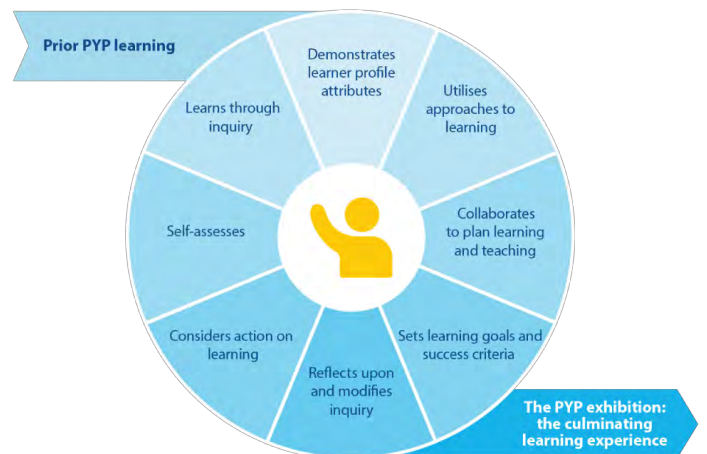 Prior PYP learning
Demonstrates
learner profile
attributes
Utilises
approaches to
learning
Collaborates
to plan learning
and teaching
Sets learning goals and
success criteria
Reflects upon
and modifies
inquiry
Considers action on
learning
Self-assesses
Learns through
inquiry
The PYP exhibition:
the culminating
learning experience